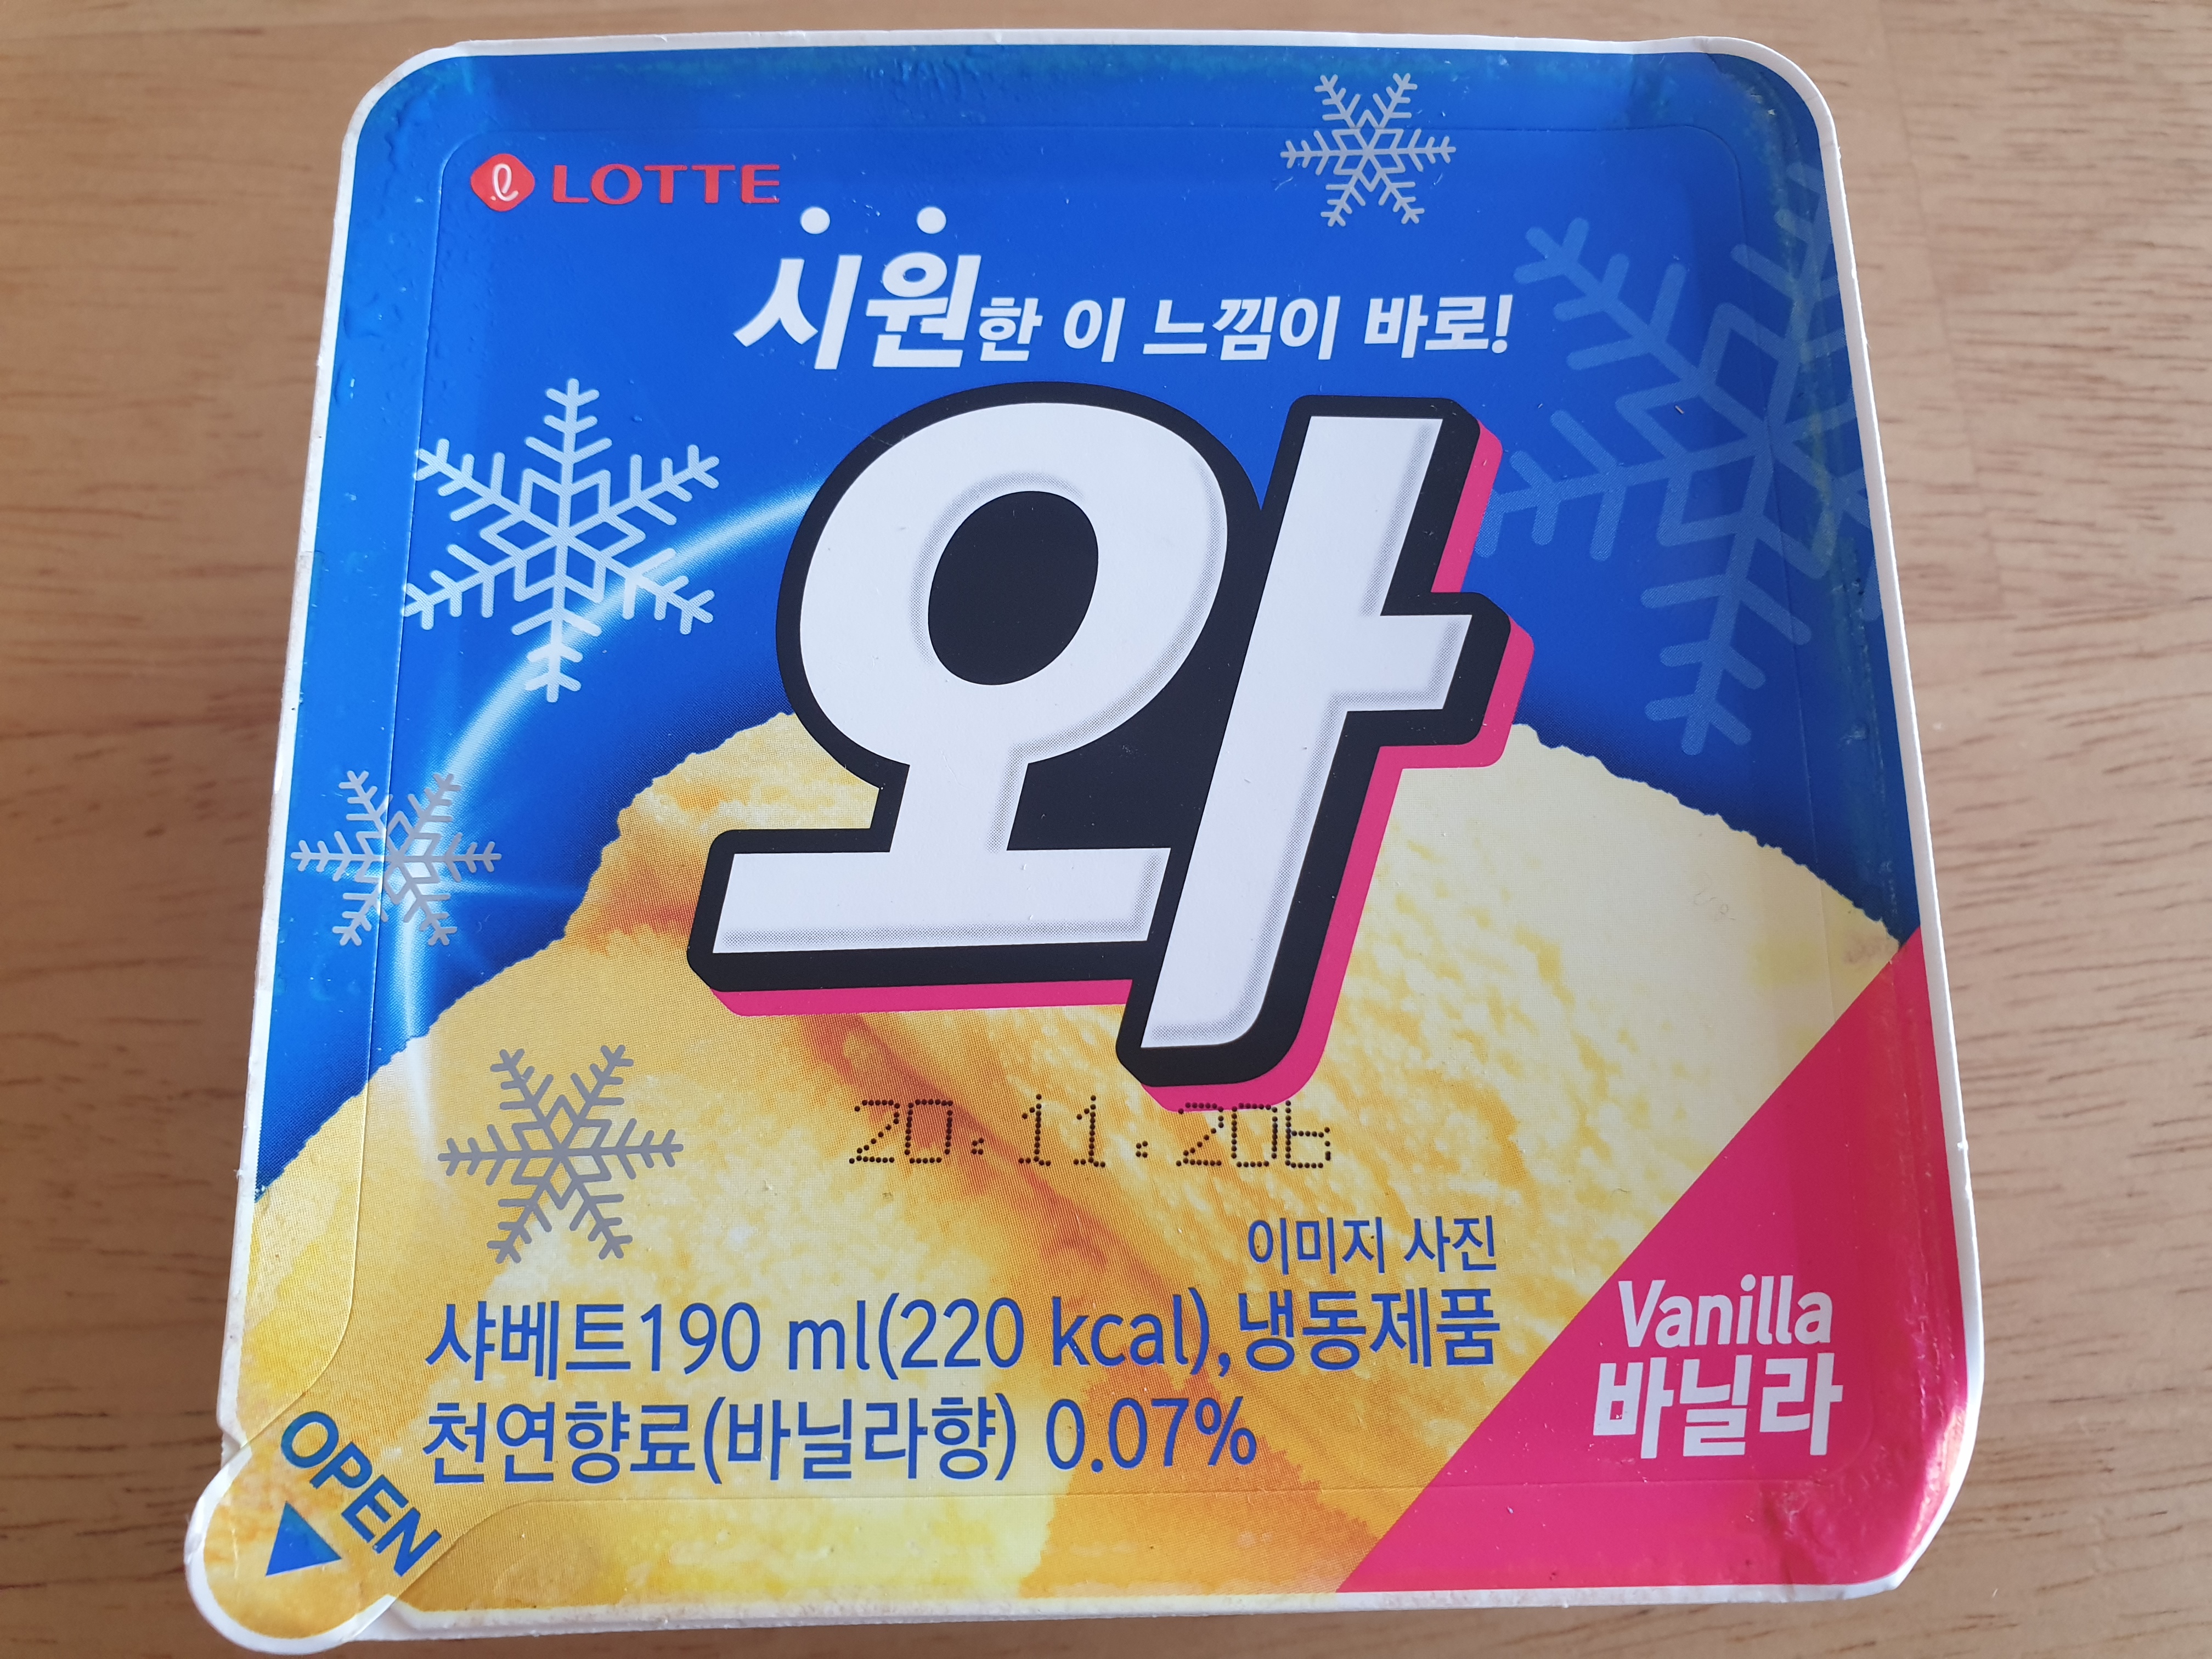 LOTTE
시원한 이 느낌이 바로!
와
20.11.20
이미지 사진
샤베트190 ml(220 kcal),냉동제품
천연향료(바닐라향) 0.07%
Vanilla
바닐라
OPEN